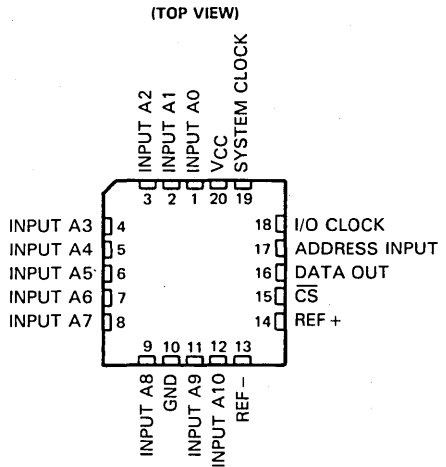 (TOP VIEW)
INPUT A2
INPUT A1
INPUT A0
VCC
SYSTEM CLOCK
3 2 1 20 19
INPUT A3 4
INPUT A4 5
INPUT A5 6
INPUT A6 7
INPUT A7 8
18 I/O CLOCK
17 ADDRESS INPUT
16 DATA OUT
15 C̅S̅
14 REF +
9 10 11 12 13
INPUT A8
GND
INPUT A9
INPUT A10
REF −